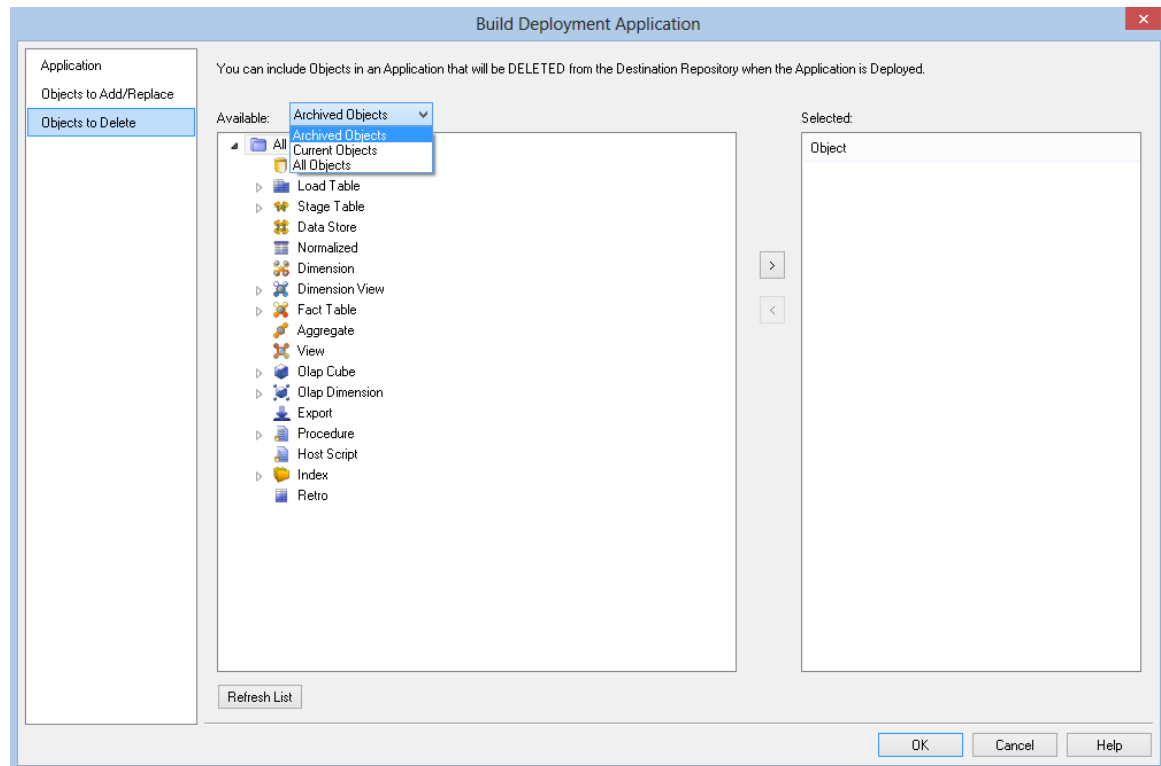 Build Deployment Application
Application
Objects to Add/Replace
Objects to Delete
You can include Objects in an Application that will be DELETED from the Destination Repository when the Application is Deployed.
Available:
Archived Objects
Archived Objects
Current Objects
All Objects
Selected:
Object
All
Load Table
Stage Table
Data Store
Normalized
Dimension
Dimension View
Fact Table
Aggregate
View
Olap Cube
Olap Dimension
Export
Procedure
Host Script
Index
Retro
>
<
Refresh List
OK
Cancel
Help